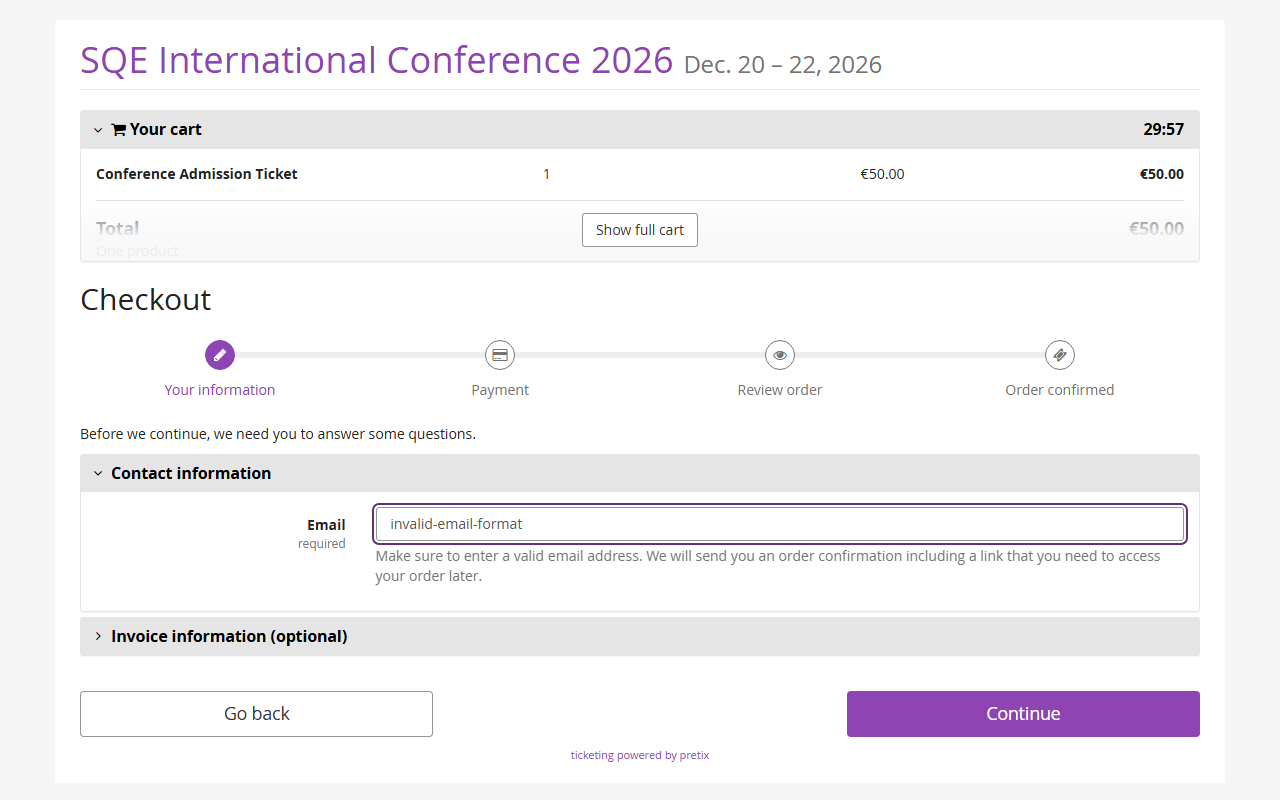 SQE International Conference 2026 Dec. 20 – 22, 2026
Your cart 29:57
Conference Admission Ticket 1 €50.00 €50.00
Total €50.00
One product
Show full cart
Checkout
Your information Payment Review order Order confirmed
Before we continue, we need you to answer some questions.
Contact information
Email
required
invalid-email-format
Make sure to enter a valid email address. We will send you an order confirmation including a link that you need to access
your order later.
Invoice information (optional)
Go back Continue
ticketing powered by pretix